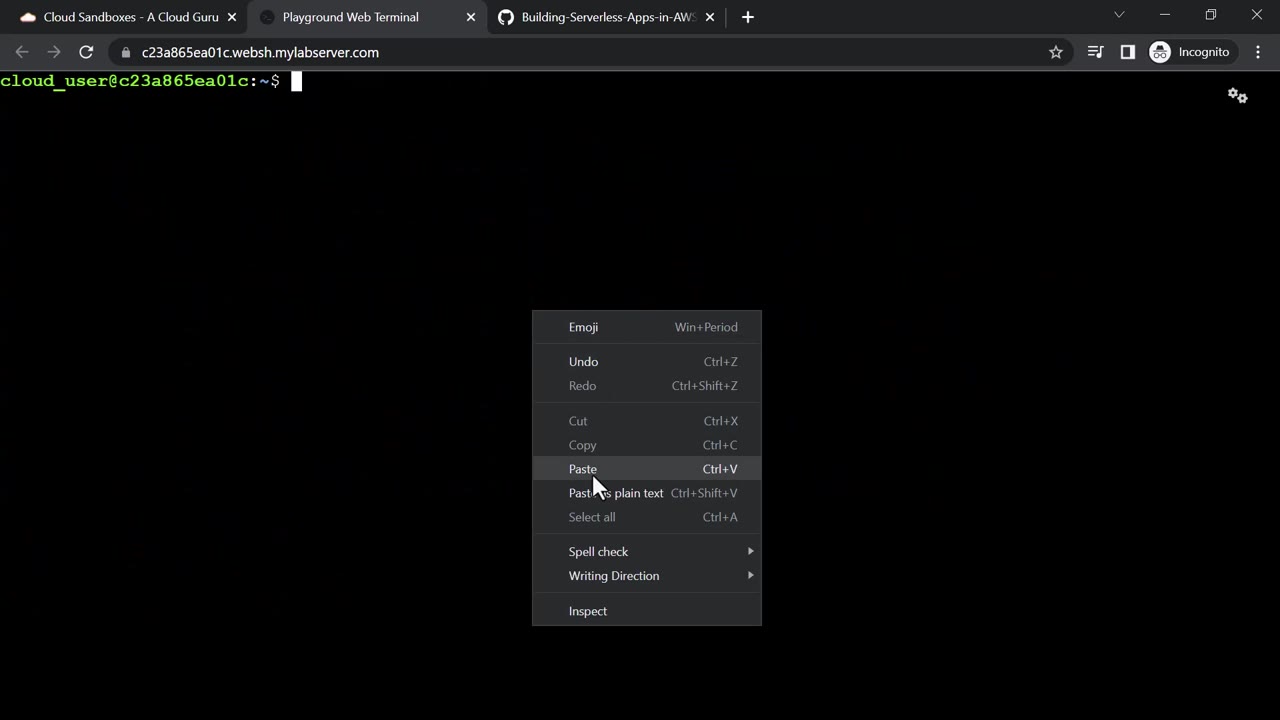 Cloud Sandboxes - A Cloud Guru
Playground Web Terminal
Building-Serverless-Apps-in-AWS
c23a865ea01c.websh.mylabserver.com
Incognito
cloud_user@c23a865ea01c:~$
Emoji Win+Period
Undo Ctrl+Z
Redo Ctrl+Shift+Z
Cut Ctrl+X
Copy Ctrl+C
Paste Ctrl+V
Paste as plain text Ctrl+Shift+V
Select all Ctrl+A
Spell check
Writing Direction
Inspect